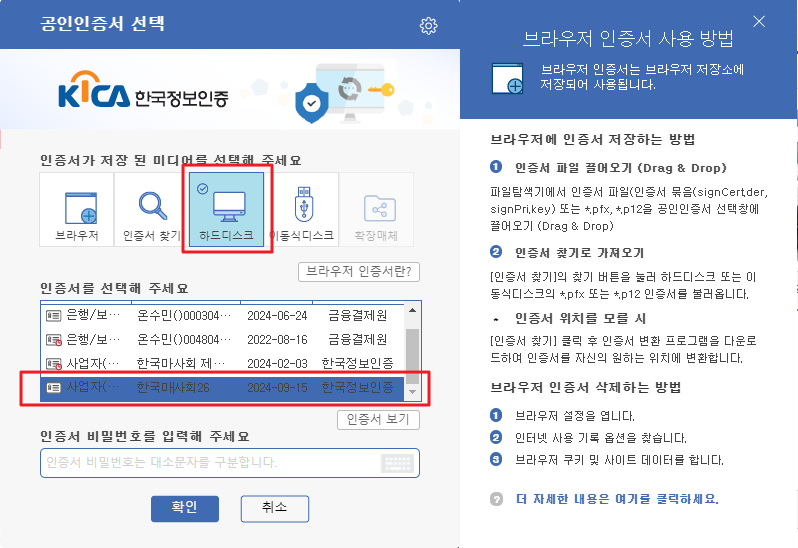 공인인증서 선택
KICA 한국정보인증
인증서가 저장 된 미디어를 선택해 주세요
브라우저
인증서 찾기
하드디스크
이동식디스크
확장매체
브라우저 인증서란?
인증서를 선택해 주세요
은행/보… 온수민()000304… 2024-06-24 금융결제원
은행/보… 온수민()004804… 2022-08-16 금융결제원
사업자(… 한국마사회 제… 2024-02-03 한국정보인증
사업자(… 한국마사회26 2024-09-15 한국정보인증
인증서 보기
인증서 비밀번호를 입력해 주세요
인증서 비밀번호는 대소문자를 구분합니다.
확인
취소
브라우저 인증서 사용 방법
브라우저 인증서는 브라우저 저장소에
저장되어 사용됩니다.
브라우저에 인증서 저장하는 방법
1 인증서 파일 끌어오기 (Drag & Drop)
파일탐색기에서 인증서 파일(인증서 묶음(signCert.der,
signPri.key) 또는 *.pfx, *.p12을 공인인증서 선택창에
끌어오기 (Drag & Drop)
2 인증서 찾기로 가져오기
[인증서 찾기]의 찾기 버튼을 눌러 하드디스크 또는 이
동식디스크의 *.pfx 또는 *.p12 인증서를 불러옵니다.
• 인증서 위치를 모를 시
[인증서 찾기] 클릭 후 인증서 변환 프로그램을 다운로
드하여 인증서를 자신의 원하는 위치에 변환합니다.
브라우저 인증서 삭제하는 방법
1 브라우저 설정을 엽니다.
2 인터넷 사용 기록 옵션을 찾습니다.
3 브라우저 쿠키 및 사이트 데이터를 합니다.
? 더 자세한 내용은 여기를 클릭하세요.